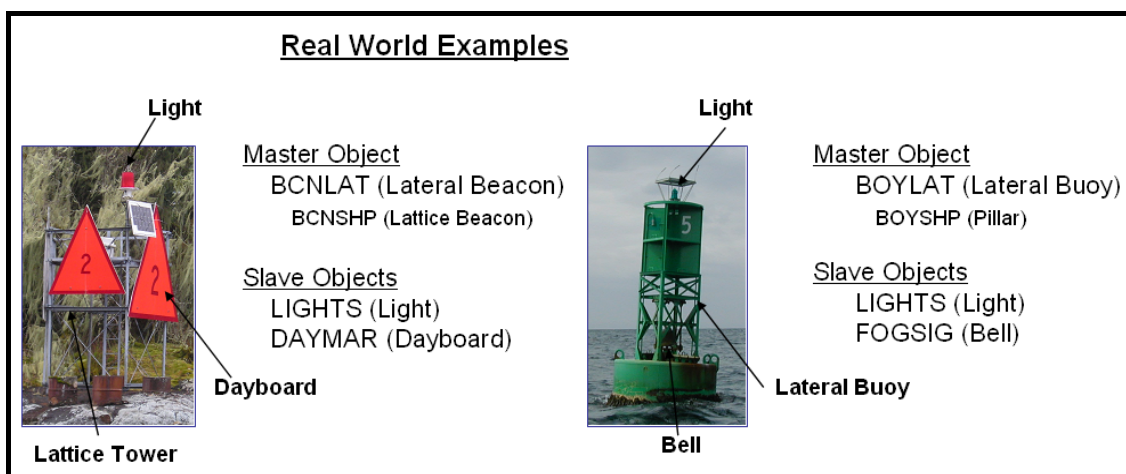 Real World Examples
Light
Master Object
BCNLAT (Lateral Beacon)
BCNSHP (Lattice Beacon)
Slave Objects
LIGHTS (Light)
DAYMAR (Dayboard)
2
2
Dayboard
Lattice Tower
Light
Master Object
BOYLAT (Lateral Buoy)
BOYSHP (Pillar)
Slave Objects
LIGHTS (Light)
FOGSIG (Bell)
5
Lateral Buoy
Bell